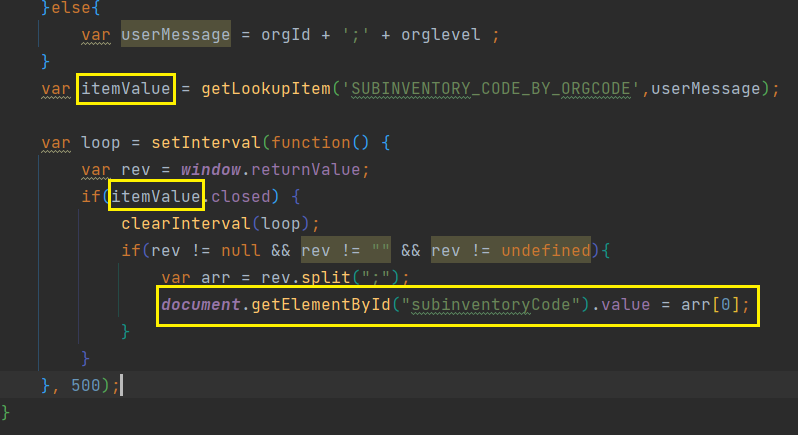 }else{
var userMessage = orgId + ';' + orglevel ;
}
var itemValue = getLookupItem('SUBINVENTORY_CODE_BY_ORGCODE',userMessage);
var loop = setInterval(function() {
var rev = window.returnValue;
if(itemValue.closed) {
clearInterval(loop);
if(rev != null && rev != "" && rev != undefined){
var arr = rev.split(";");
document.getElementById("subinventoryCode").value = arr[0];
}
}
}, 500);
}